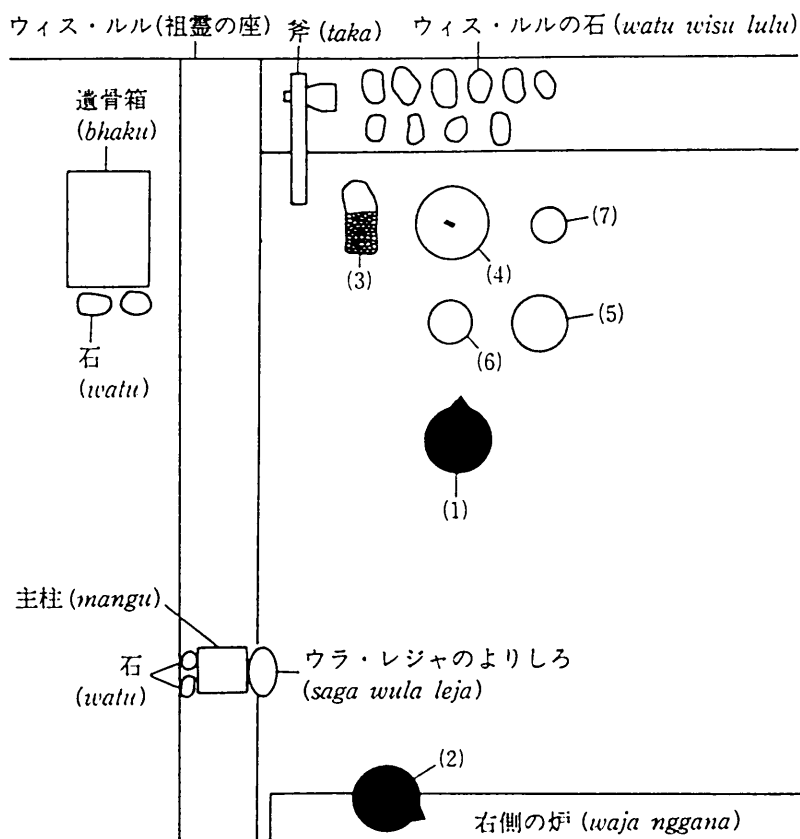 ウィス・ルル(祖霊の座)
斧(taka)
ウィス・ルルの石(watu wisu lulu)
遺骨箱
(bhaku)
(7)
(3)
(4)
(5)
(6)
石
(watu)
(1)
主柱(mangu)
石
(watu)
ウラ・レジャのよりしろ
(saga wula leja)
(2)
右側の炉(waja nggana)